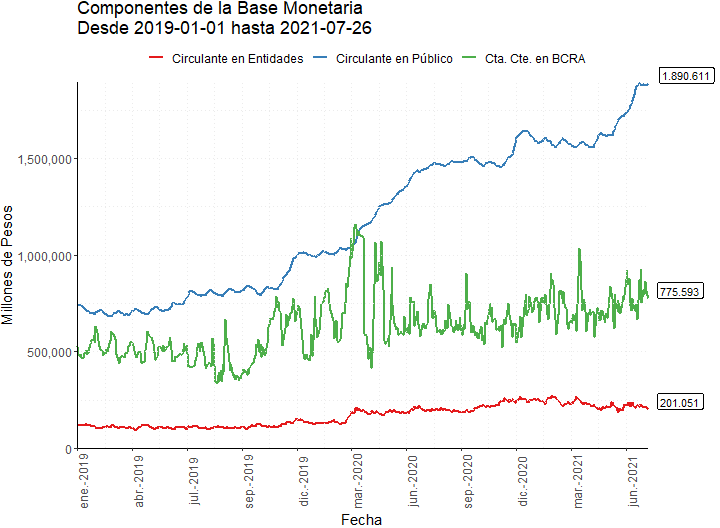 Componentes de la Base Monetaria
Desde 2019-01-01 hasta 2021-07-26
Circulante en Entidades Circulante en Público Cta. Cte. en BCRA
1.890.611
1,500,000
1,000,000
775.593
500,000
201.051
0
Millones de Pesos
ene.-2019 abr.-2019 jul.-2019 sep.-2019 dic.-2019 mar.-2020 jun.-2020 sep.-2020 dic.-2020 mar.-2021 jun.-2021
Fecha